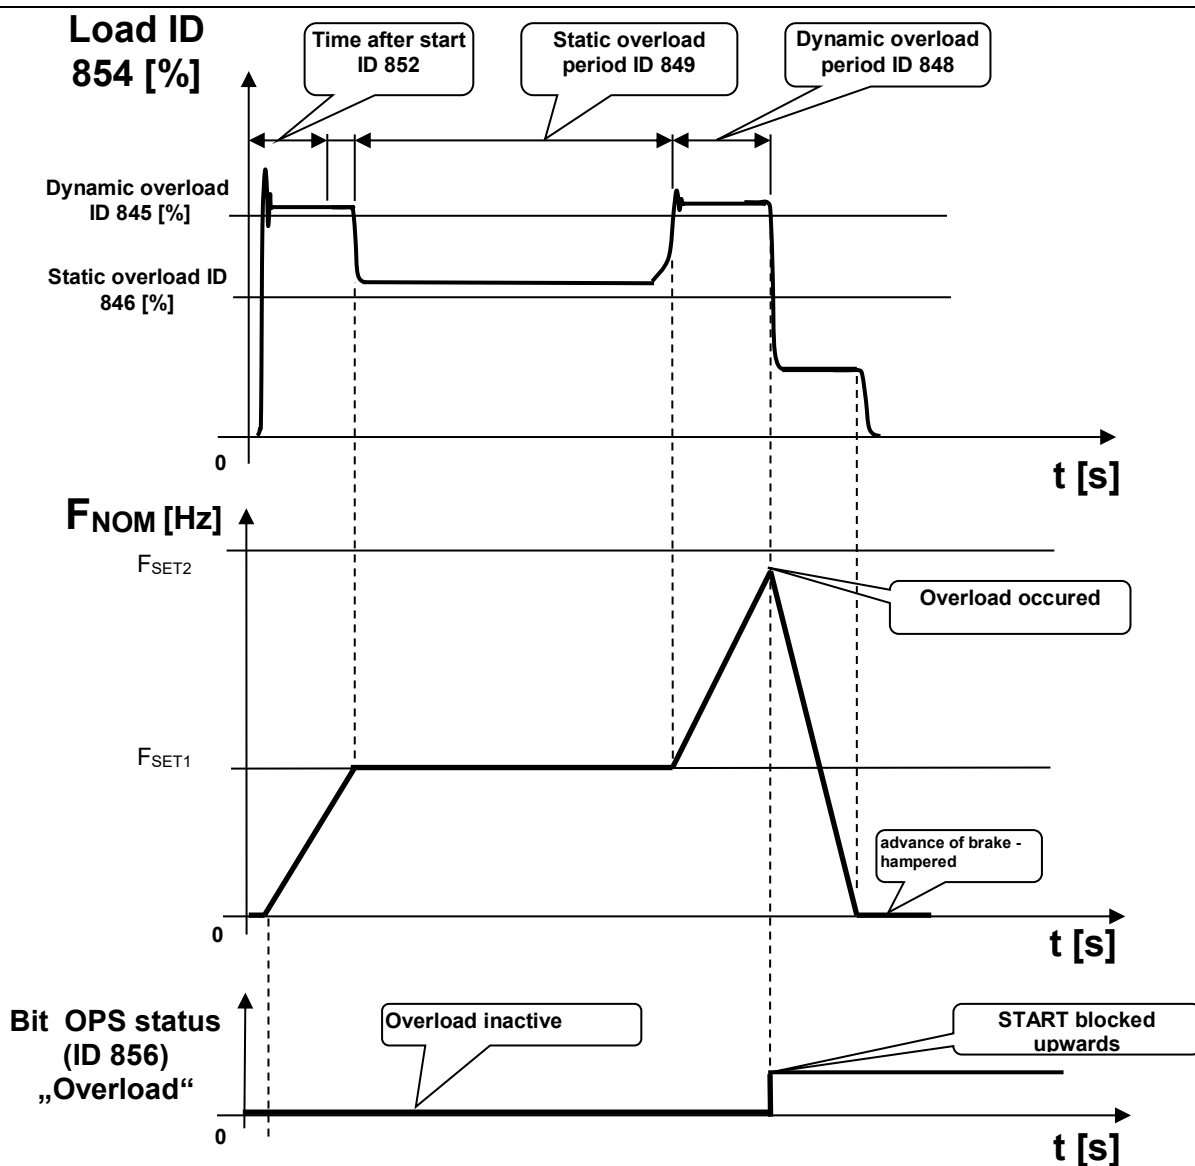 Load ID
854 [%]
Time after start
ID 852
Static overload
period ID 849
Dynamic overload
period ID 848
Dynamic overload
ID 845 [%]
Static overload ID
846 [%]
0
t [s]
FNOM [Hz]
FSET2
Overload occured
FSET1
advance of brake -
hampered
0
t [s]
Bit OPS status
(ID 856)
„Overload“
Overload inactive
START blocked
upwards
0
t [s]